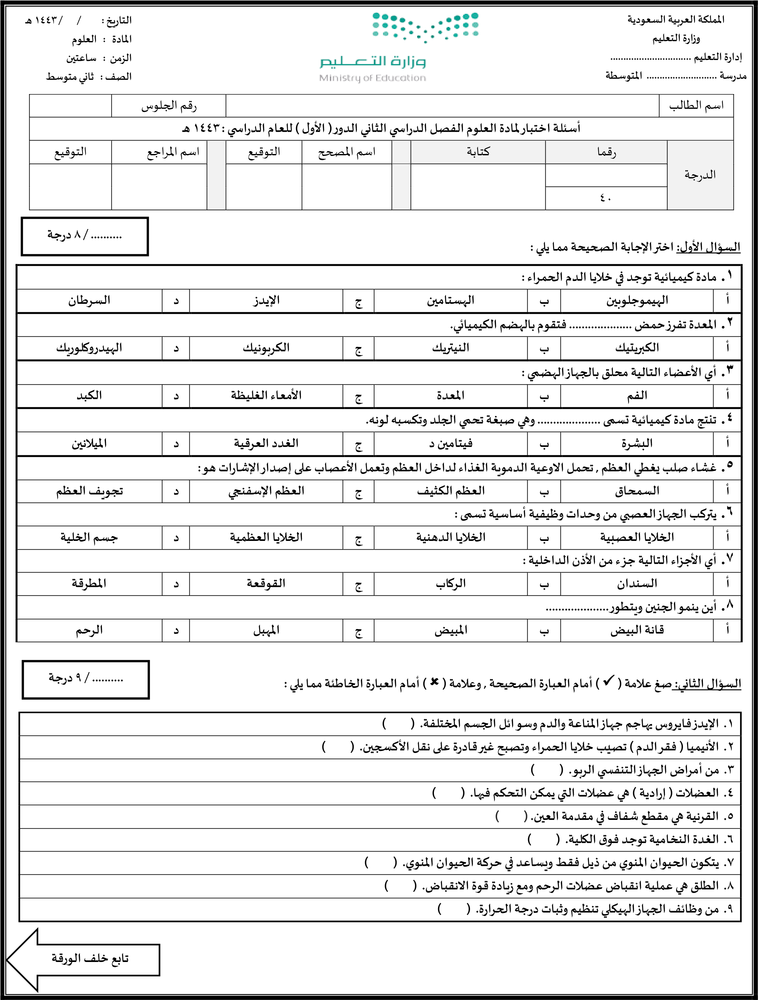 المملكة العربية السعودية
وزارة التعليم
إدارة التعليم ...............................
مدرسة ........................... المتوسطة
وزارة التعـــليم
Ministry of Education
التاريخ : / /١٤٤٣ هـ
المادة : العلوم
الزمن : ساعتين
الصف : ثاني متوسط
اسم الطالب رقم الجلوس
أسئلة اختبار لمادة العلوم الفصل الدراسي الثاني الدور ( الأول ) للعام الدراسي : ١٤٤٣ هـ
الدرجة رقما كتابة اسم المصحح التوقيع اسم المراجع التوقيع
٤٠
.......... / ٨ درجة
السؤال الأول: اختر الإجابة الصحيحة مما يلي :
١. مادة كيميائية توجد في خلايا الدم الحمراء :
أ الهيموجلوبين ب الهستامين ج الإيدز د السرطان
٢. المعدة تفرز حمض .................... فتقوم بالهضم الكيميائي.
أ الكبريتيك ب النيتريك ج الكربونيك د الهيدروكلوريك
٣. أي الأعضاء التالية محلق بالجهاز الهضمي :
أ الفم ب المعدة ج الأمعاء الغليظة د الكبد
٤. تنتج مادة كيميائية تسمى .................... وهي صبغة تحمي الجلد وتكسبه لونه.
أ البشرة ب فيتامين د ج الغدد العرقية د الميلانين
٥. غشاء صلب يغطي العظم , تحمل الاوعية الدموية الغذاء لداخل العظم وتعمل الأعصاب على إصدار الإشارات هو :
أ السمحاق ب العظم الكثيف ج العظم الإسفنجي د تجويف العظم
٦. يتركب الجهاز العصبي من وحدات وظيفية أساسية تسمى :
أ الخلايا العصبية ب الخلايا الدهنية ج الخلايا العظمية د جسم الخلية
٧. أي الأجزاء التالية جزء من الأذن الداخلية :
أ السندان ب الركاب ج القوقعة د المطرقة
٨. أين ينمو الجنين ويتطور....................
أ قانة البيض ب المبيض ج المهبل د الرحم
.......... / ٩ درجة
السؤال الثاني: صغ علامة ( ✓ ) أمام العبارة الصحيحة , وعلامة ( ✘ ) أمام العبارة الخاطئة مما يلي :
١. الإيدز فايروس يهاجم جهاز المناعة والدم وسوائل الجسم المختلفة. ( )
٢. الأنيميا ( فقر الدم ) تصيب خلايا الحمراء وتصبح غير قادرة على نقل الأكسجين. ( )
٣. من أمراض الجهاز التنفسي الربو. ( )
٤. العضلات ( إرادية ) هي عضلات التي يمكن التحكم فيها. ( )
٥. القرنية هي مقطع شفاف في مقدمة العين. ( )
٦. الغدة النخامية توجد فوق الكلية. ( )
٧. يتكون الحيوان المنوي من ذيل فقط ويساعد في حركة الحيوان المنوي. ( )
٨. الطلق هي عملية انقباض عضلات الرحم ومع زيادة قوة الانقباض. ( )
٩. من وظائف الجهاز الهيكلي تنظيم وثبات درجة الحرارة. ( )
تابع خلف الورقة